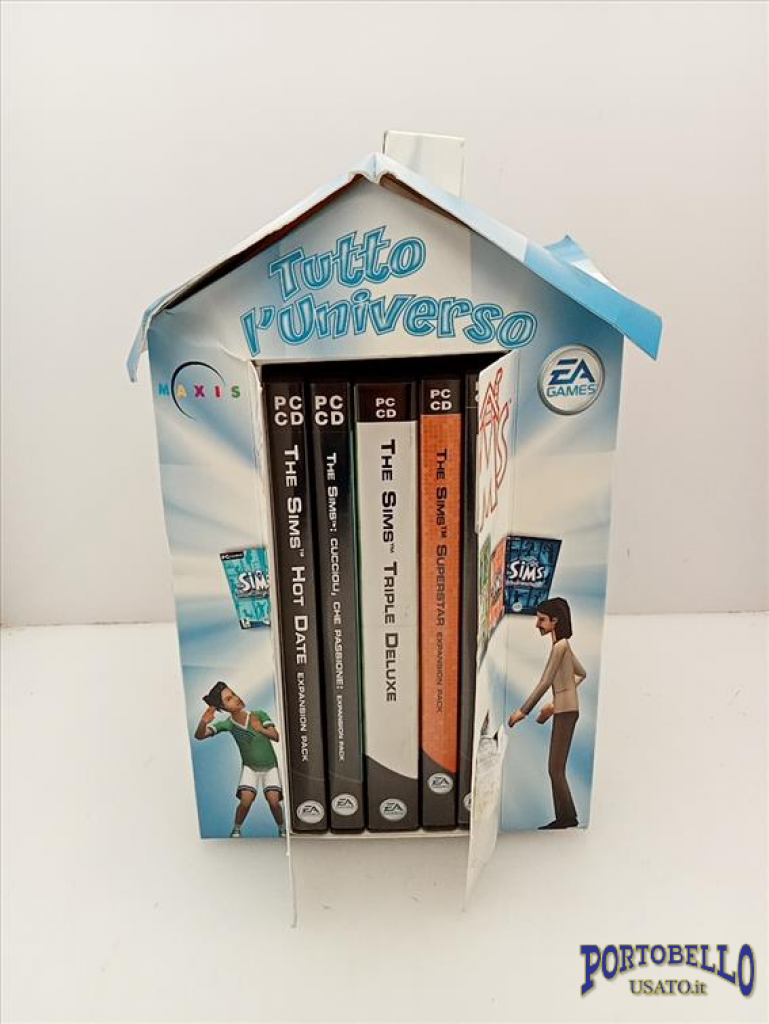 Tutto
l'Universo
MAXIS
EA
GAMES
PC
CD
THE SIMS™ HOT DATE EXPANSION PACK
EA
PC
CD
THE SIMS™: CUCCIOLI, CHE PASSIONE! EXPANSION PACK
EA
PC
CD
THE SIMS™ TRIPLE DELUXE
EA
PC
CD
THE SIMS™ SUPERSTAR EXPANSION PACK
EA
SIMS
SIMS
PORTOBELLO
USATO.it